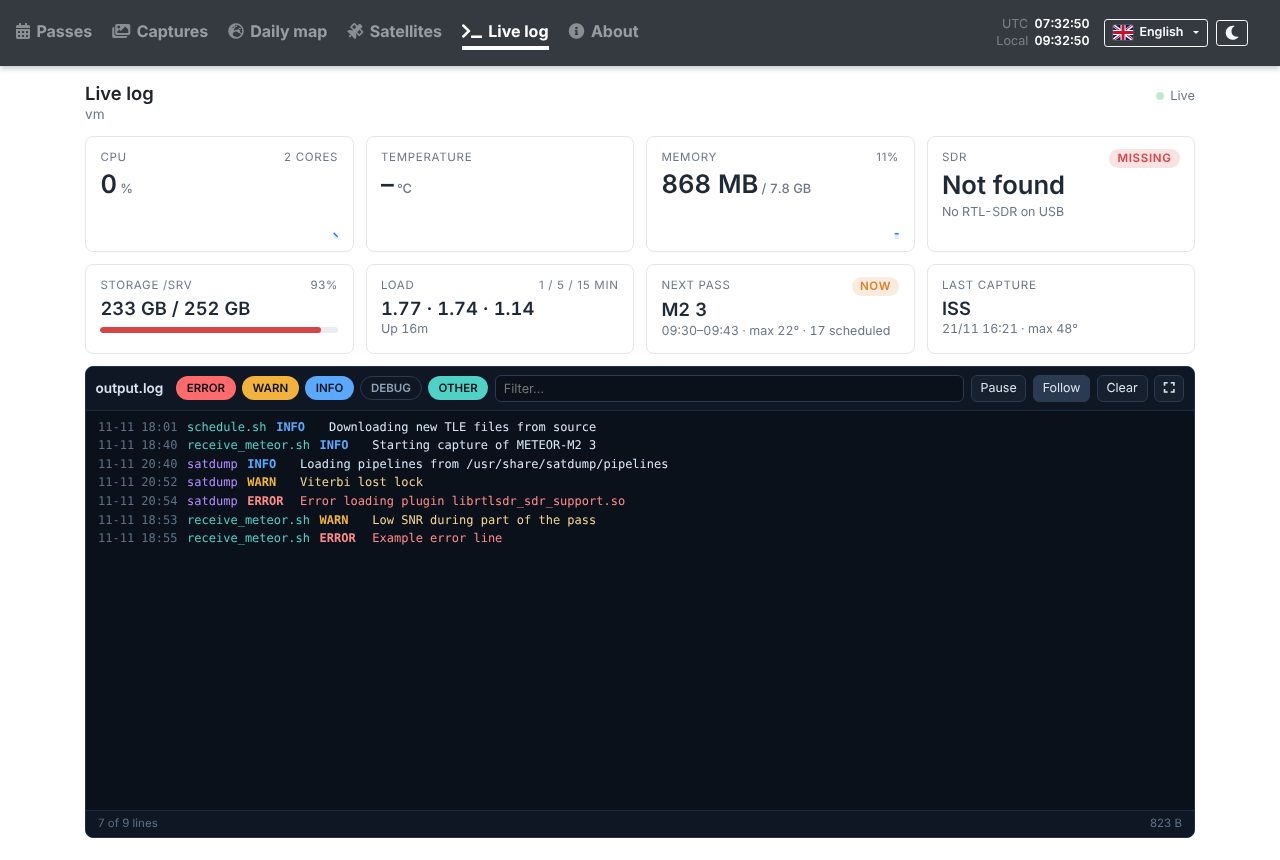 Passes Captures Daily map Satellites Live log About
UTC 07:32:50
Local 09:32:50
English
Live log
Live
vm
CPU 2 CORES
0 %
TEMPERATURE
– °C
MEMORY 11%
868 MB / 7.8 GB
SDR MISSING
Not found
No RTL-SDR on USB
STORAGE /SRV 93%
233 GB / 252 GB
LOAD 1 / 5 / 15 MIN
1.77 · 1.74 · 1.14
Up 16m
NEXT PASS NOW
M2 3
09:30–09:43 · max 22° · 17 scheduled
LAST CAPTURE
ISS
21/11 16:21 · max 48°
output.log ERROR WARN INFO DEBUG OTHER Filter... Pause Follow Clear
11-11 18:01 schedule.sh INFO Downloading new TLE files from source
11-11 18:40 receive_meteor.sh INFO Starting capture of METEOR-M2 3
11-11 20:40 satdump INFO Loading pipelines from /usr/share/satdump/pipelines
11-11 20:52 satdump WARN Viterbi lost lock
11-11 20:54 satdump ERROR Error loading plugin librtlsdr_sdr_support.so
11-11 18:53 receive_meteor.sh WARN Low SNR during part of the pass
11-11 18:55 receive_meteor.sh ERROR Example error line
7 of 9 lines 823 B